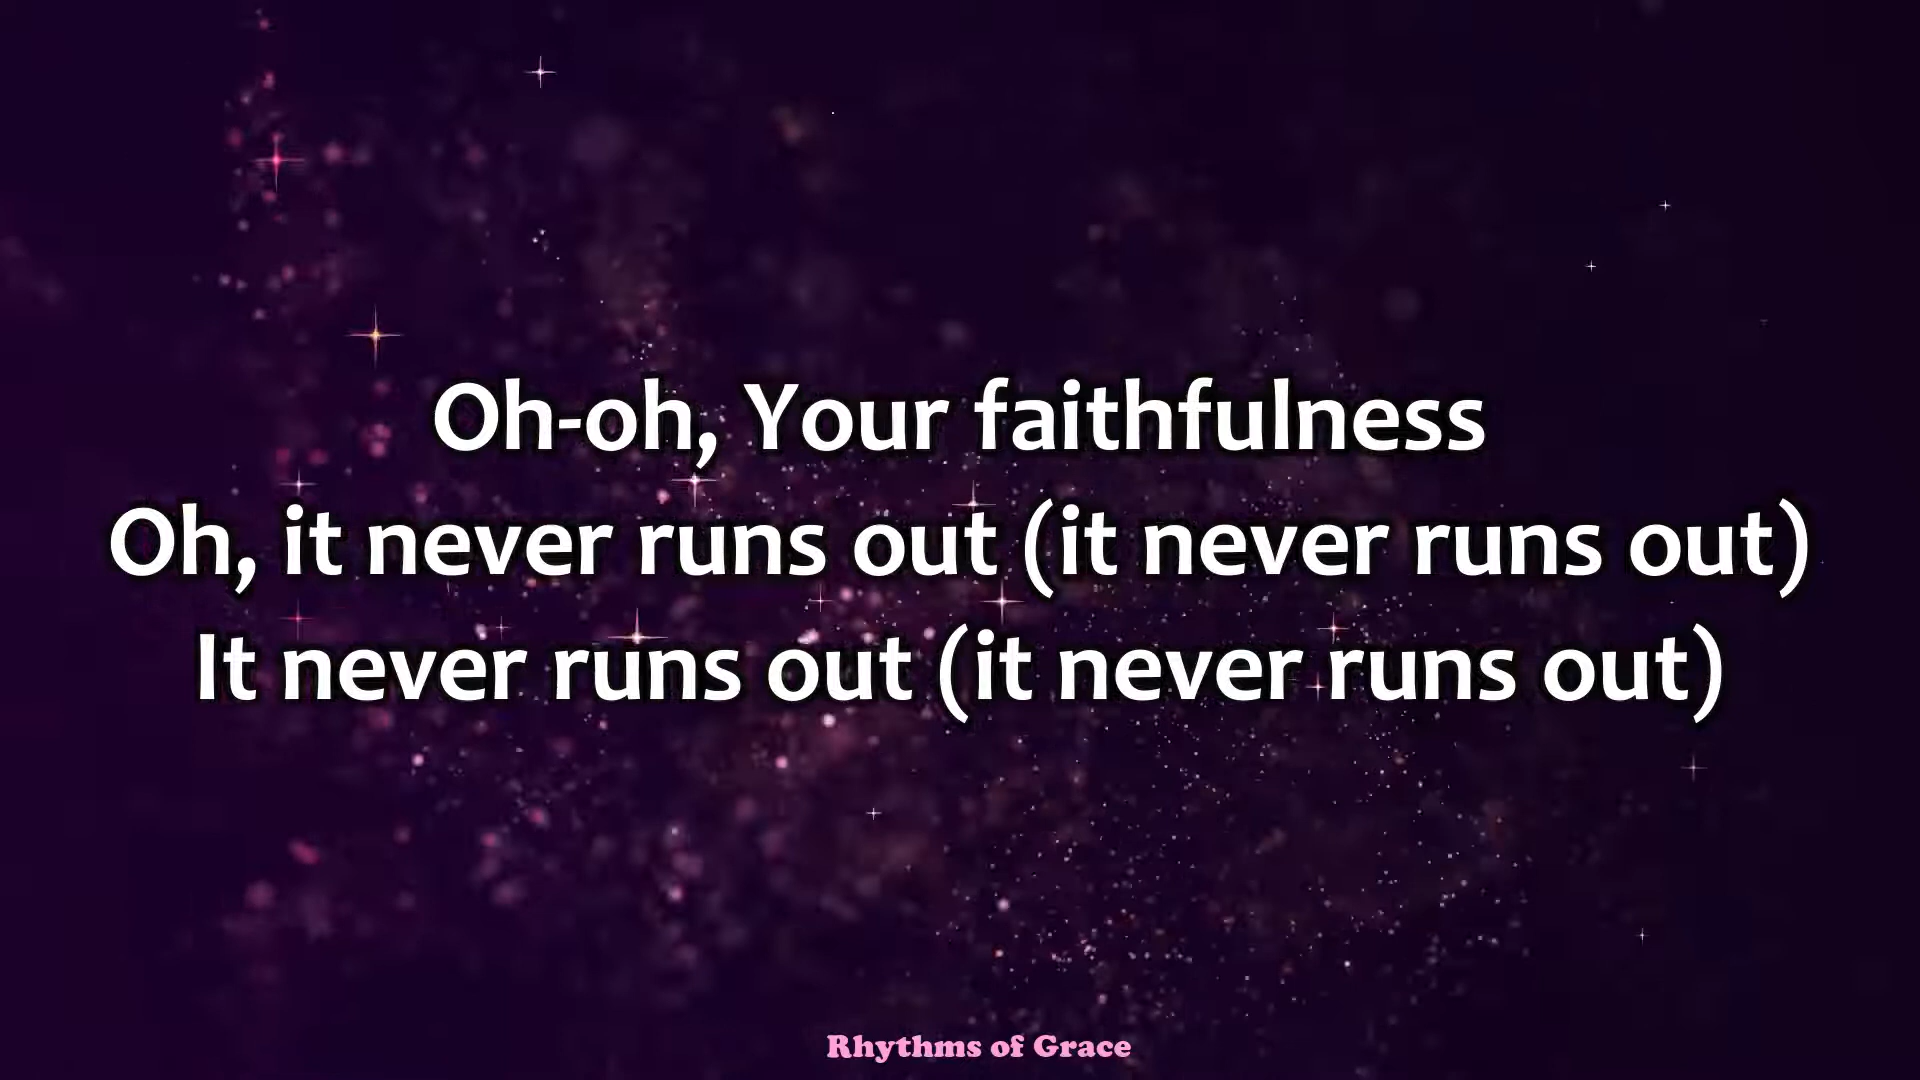 Oh-oh, Your faithfulness
Oh, it never runs out (it never runs out)
It never runs out (it never runs out)
Rhythms of Grace